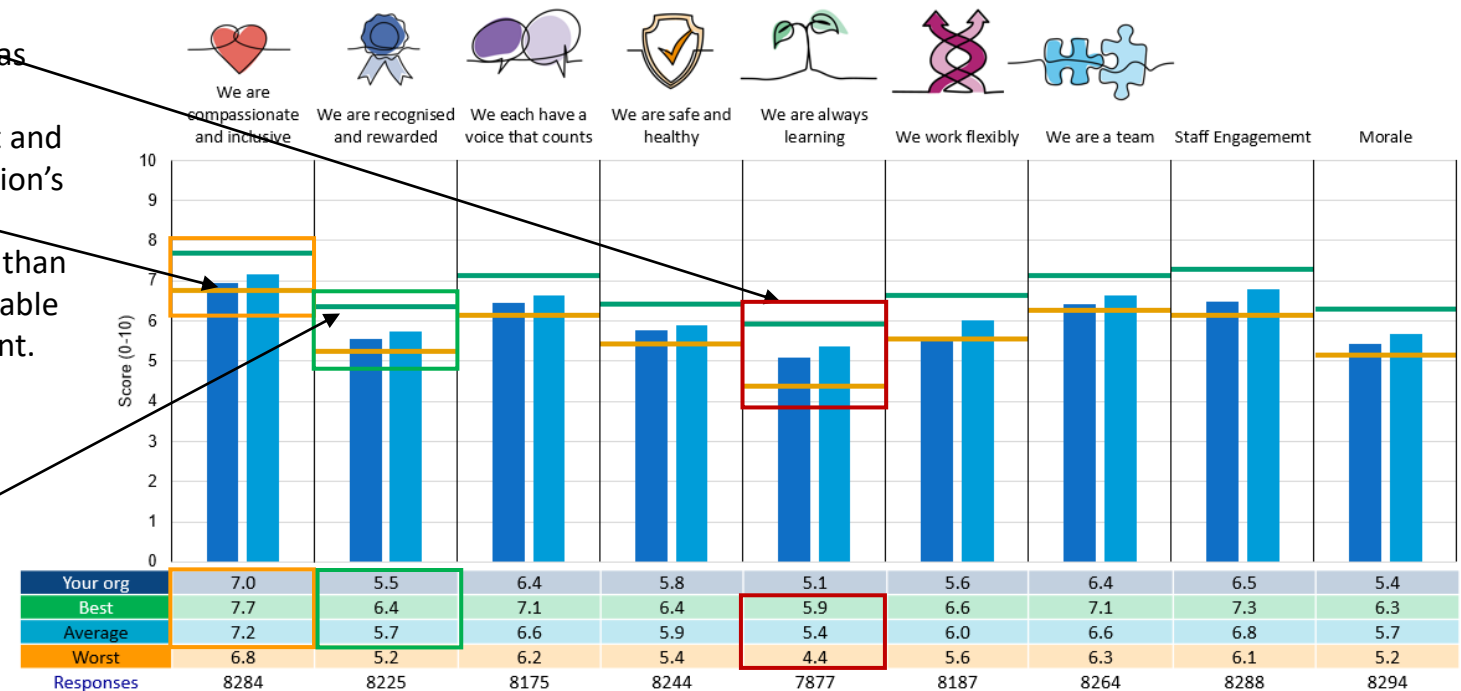 as
t and
tion's
than
able
nt.
We are
compassionate
and inclusive
We are recognised
and rewarded
We each have a
voice that counts
We are safe and
healthy
We are always
learning
We work flexibly
We are a team
Staff Engagememt
Morale
Score (0-10)
10
9
8
7
6
5
4
3
2
1
0
Your org 7.0 5.5 6.4 5.8 5.1 5.6 6.4 6.5 5.4
Best 7.7 6.4 7.1 6.4 5.9 6.6 7.1 7.3 6.3
Average 7.2 5.7 6.6 5.9 5.4 6.0 6.6 6.8 5.7
Worst 6.8 5.2 6.2 5.4 4.4 5.6 6.3 6.1 5.2
Responses 8284 8225 8175 8244 7877 8187 8264 8288 8294